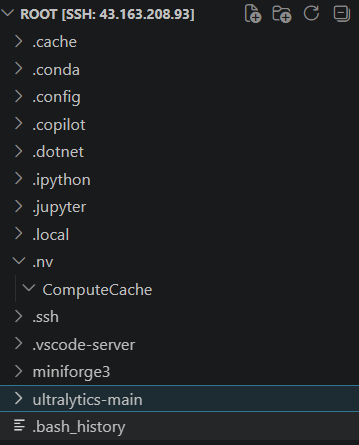 ROOT [SSH: 43.163.208.93]
.cache
.conda
.config
.copilot
.dotnet
.ipython
.jupyter
.local
.nv
ComputeCache
.ssh
.vscode-server
miniforge3
ultralytics-main
.bash_history